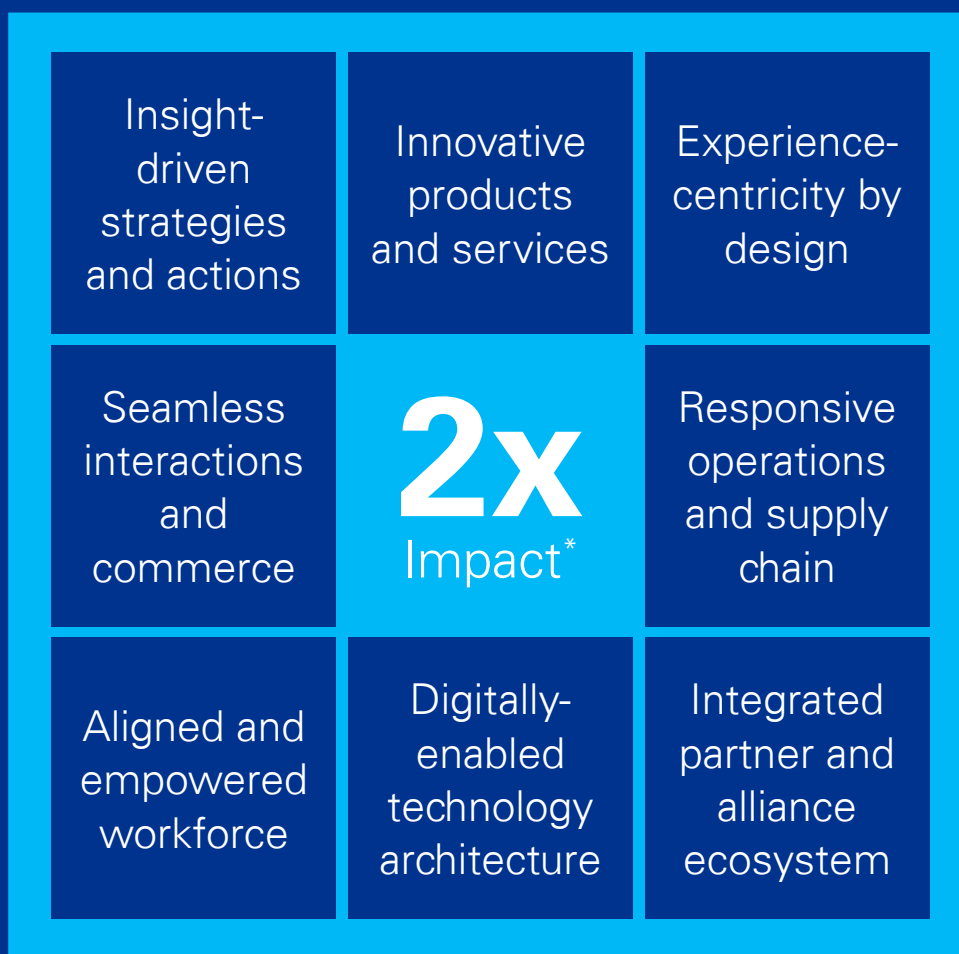 Insight-
driven
strategies
and actions
Innovative
products
and services
Experience-
centricity by
design
Seamless
interactions
and
commerce
2x
Impact*
Responsive
operations
and supply
chain
Aligned and
empowered
workforce
Digitally-
enabled
technology
architecture
Integrated
partner and
alliance
ecosystem